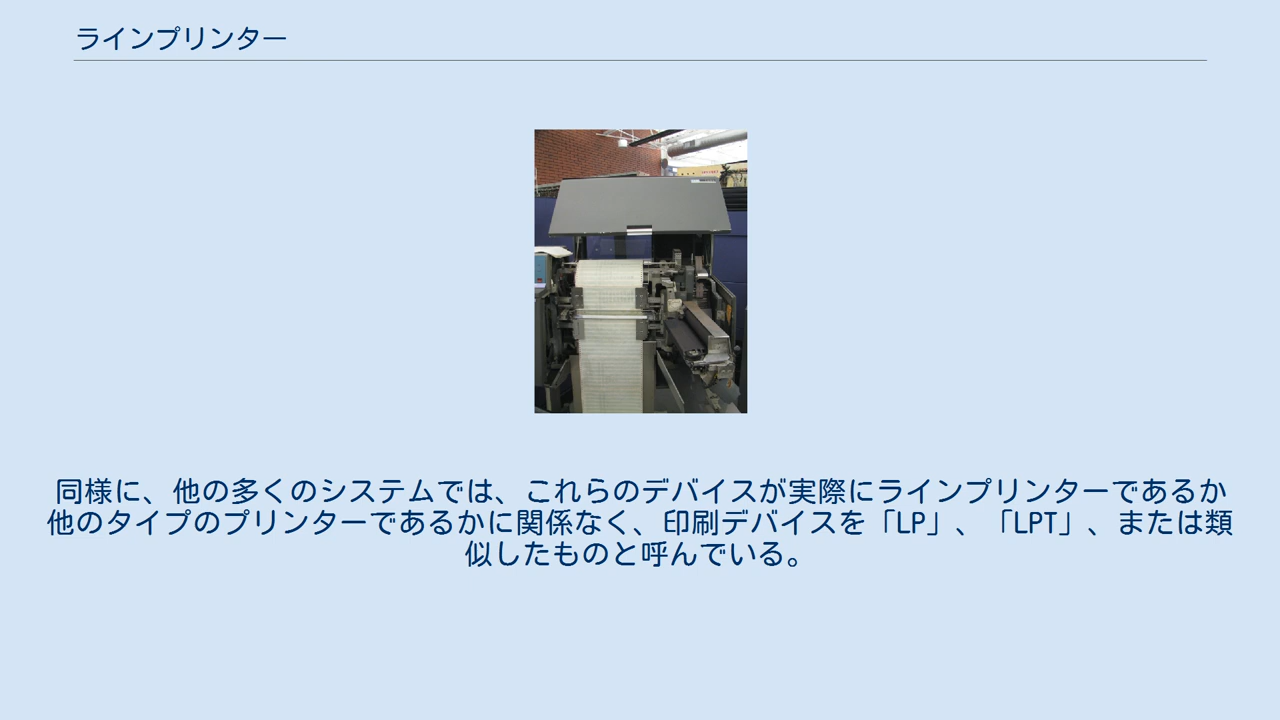 ラインプリンター
同様に、他の多くのシステムでは、これらのデバイスが実際にラインプリンターであるか
他のタイプのプリンターであるかに関係なく、印刷デバイスを「LP」、「LPT」、または類
似したものと呼んでいる。